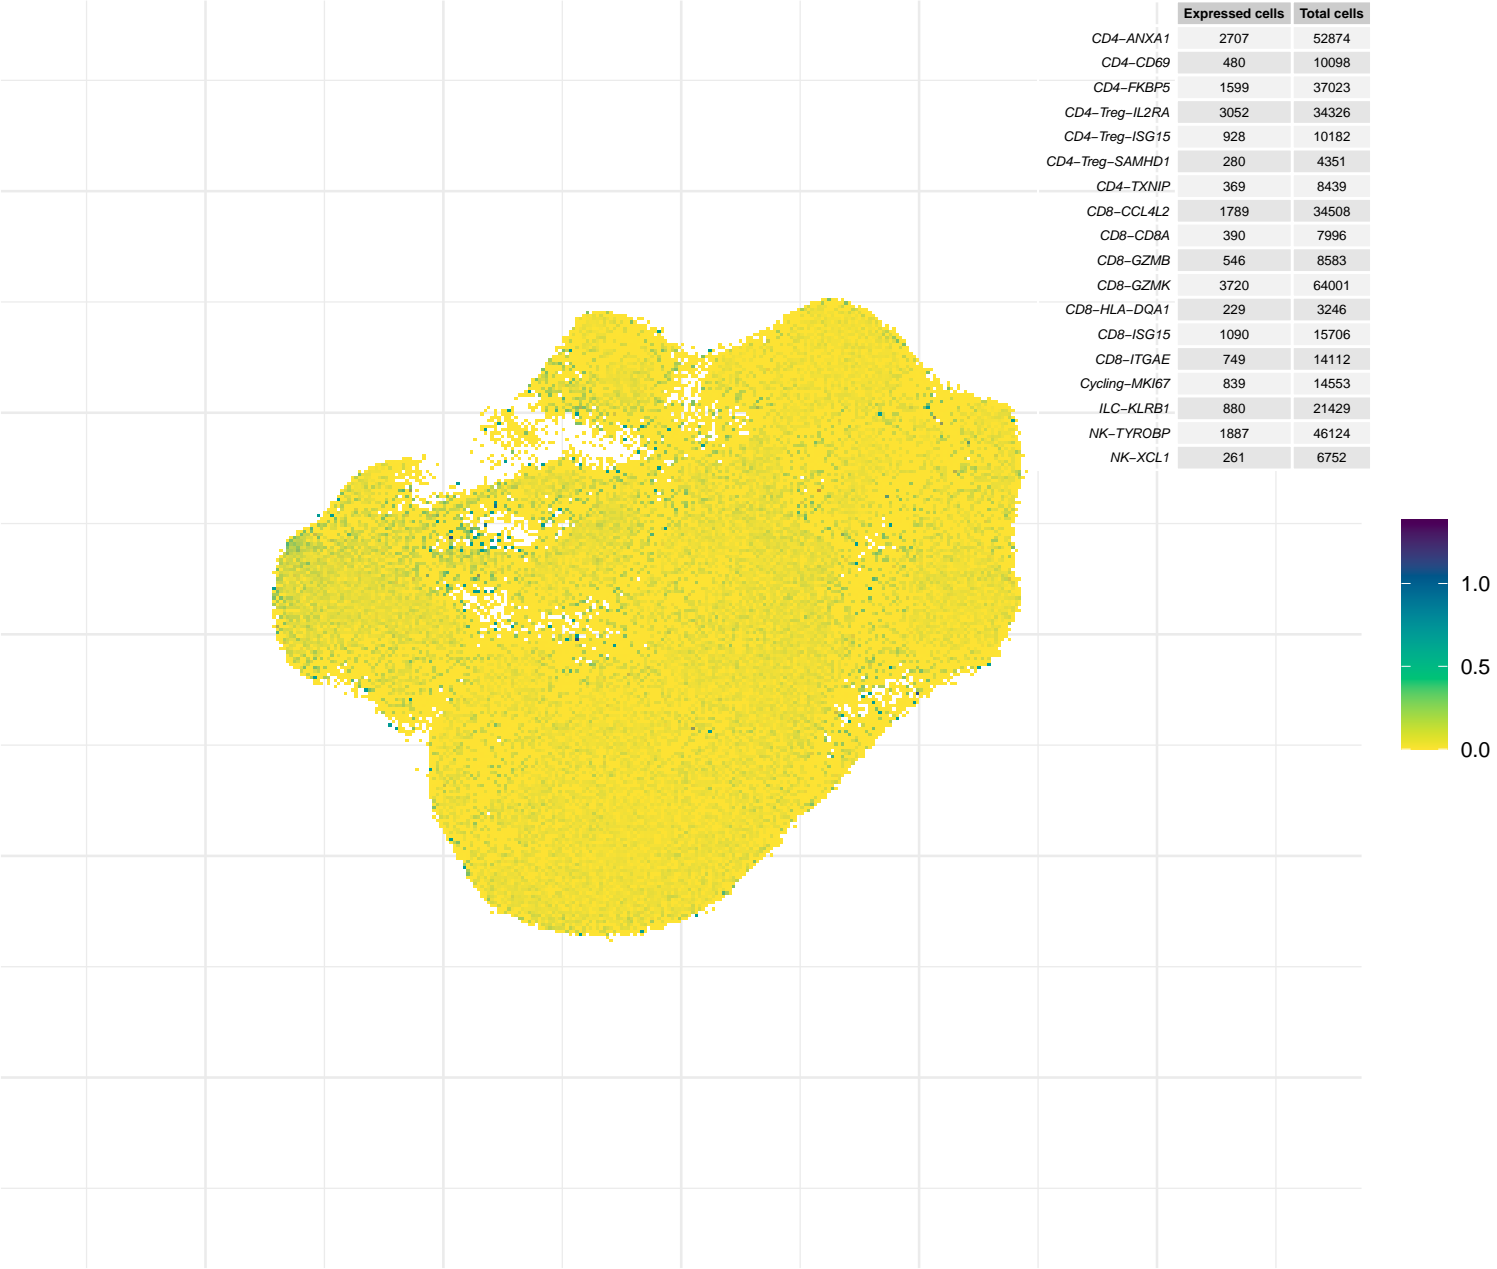 Expressed cells Total cells
CD4−ANXA1 2707 52874
CD4−CD69 480 10098
CD4−FKBP5 1599 37023
CD4−Treg−IL2RA 3052 34326
CD4−Treg−ISG15 928 10182
CD4−Treg−SAMHD1 280 4351
CD4−TXNIP 369 8439
CD8−CCL4L2 1789 34508
CD8−CD8A 390 7996
CD8−GZMB 546 8583
CD8−GZMK 3720 64001
CD8−HLA−DQA1 229 3246
CD8−ISG15 1090 15706
CD8−ITGAE 749 14112
Cycling−MKI67 839 14553
ILC−KLRB1 880 21429
NK−TYROBP 1887 46124
NK−XCL1 261 6752
1.0
0.5
0.0